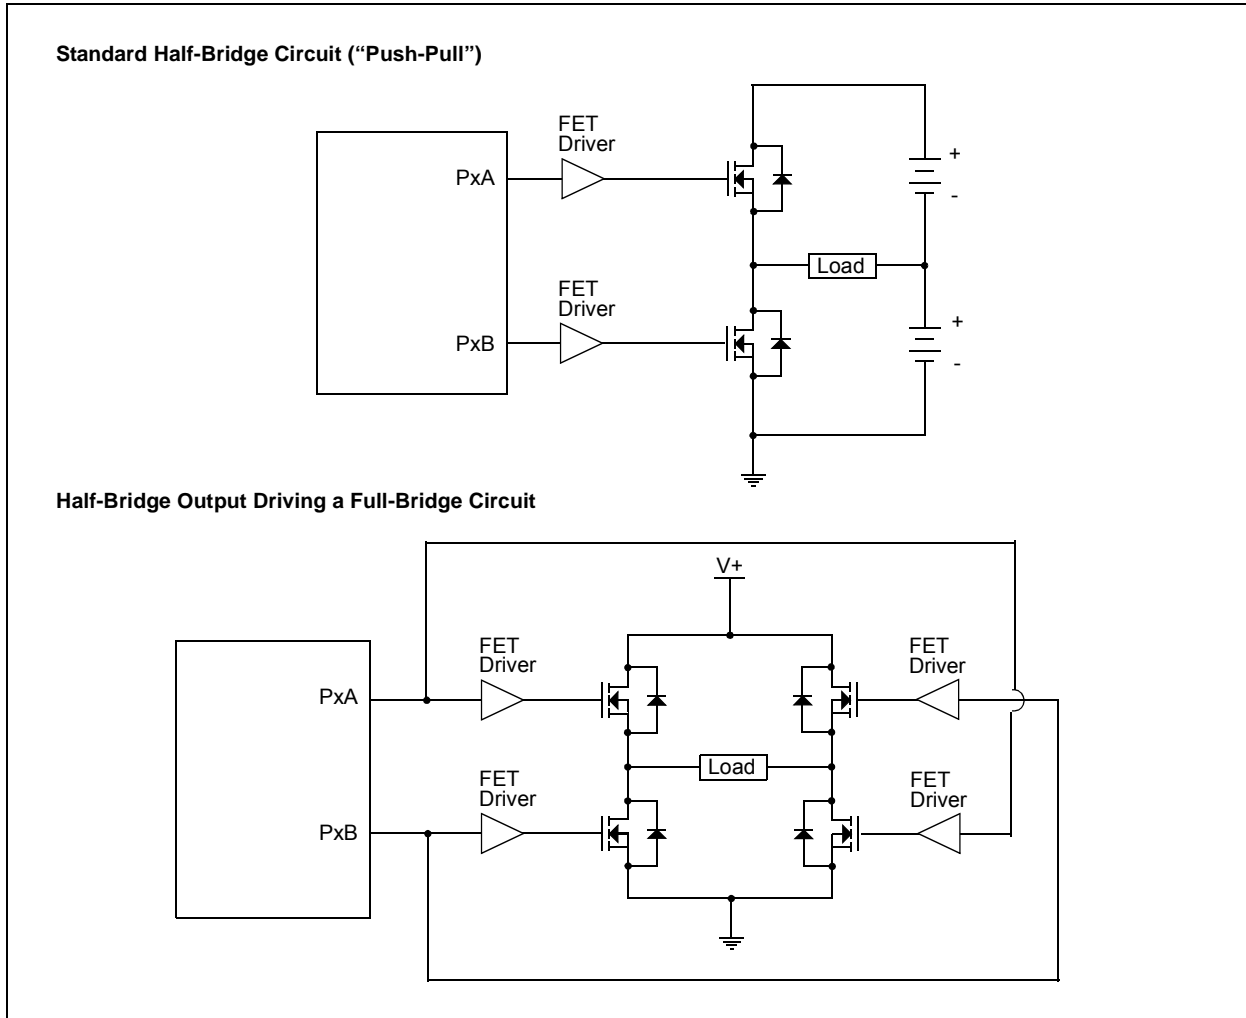 Standard Half-Bridge Circuit (“Push-Pull”)
FET
Driver
PxA
+
-
Load
FET
Driver
PxB
+
-
Half-Bridge Output Driving a Full-Bridge Circuit
V+
FET
Driver
FET
Driver
PxA
Load
FET
Driver
FET
Driver
PxB